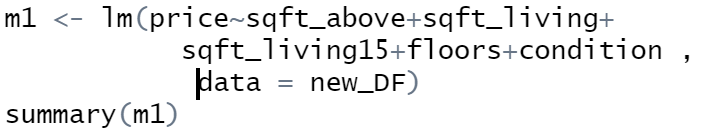 m1 <- lm(price~sqft_above+sqft_living+
sqft_living15+floors+condition ,
data = new_DF)
summary(m1)